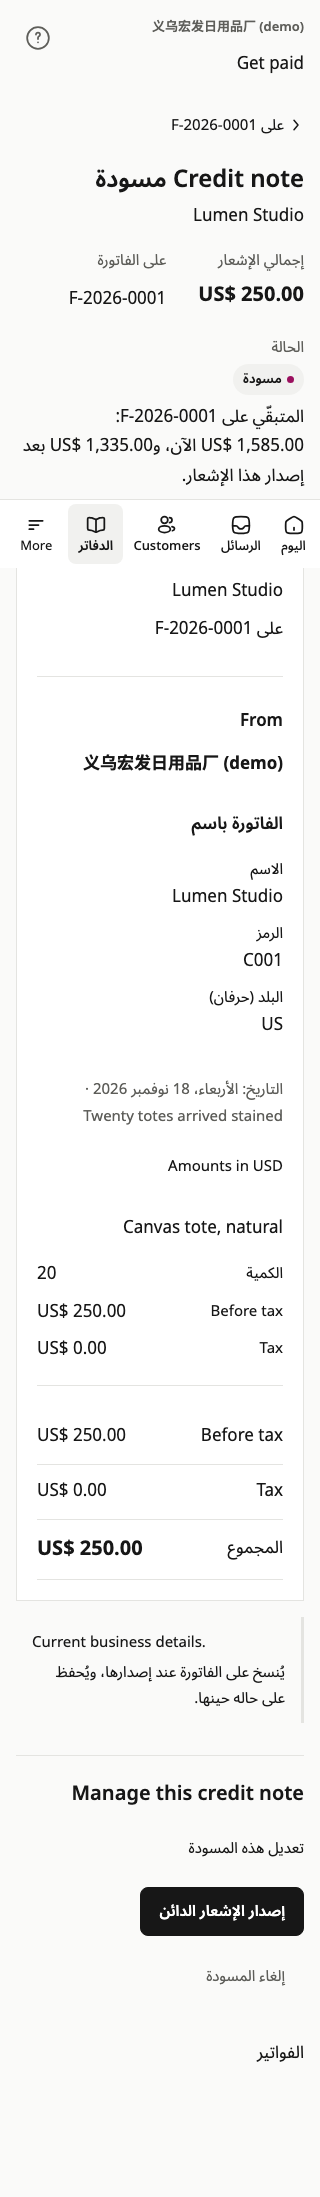 义乌宏发日用品厂 (demo)
Get paid
على F-2026-0001
Credit note مسودة
Lumen Studio
إجمالي الإشعار
US$ 250.00
على الفاتورة
F-2026-0001
الحالة
مسودة
المتبقّي على F-2026-0001:
US$ 1,585.00 الآن، وUS$ 1,335.00 بعد
إصدار هذا الإشعار.
اليوم
الرسائل
Customers
الدفاتر
More
Lumen Studio
على F-2026-0001
From
义乌宏发日用品厂 (demo)
الفاتورة باسم
الاسم
Lumen Studio
الرمز
C001
البلد (حرفان)
US
التاريخ: الأربعاء، 18 نوفمبر 2026 ·
Twenty totes arrived stained
Amounts in USD
Canvas tote, natural
الكمية 20
Before tax US$ 250.00
Tax US$ 0.00
Before tax US$ 250.00
Tax US$ 0.00
المجموع US$ 250.00
Current business details.
يُنسخ على الفاتورة عند إصدارها، ويُحفظ
على حاله حينها.
Manage this credit note
تعديل هذه المسودة
إصدار الإشعار الدائن
إلغاء المسودة
الفواتير